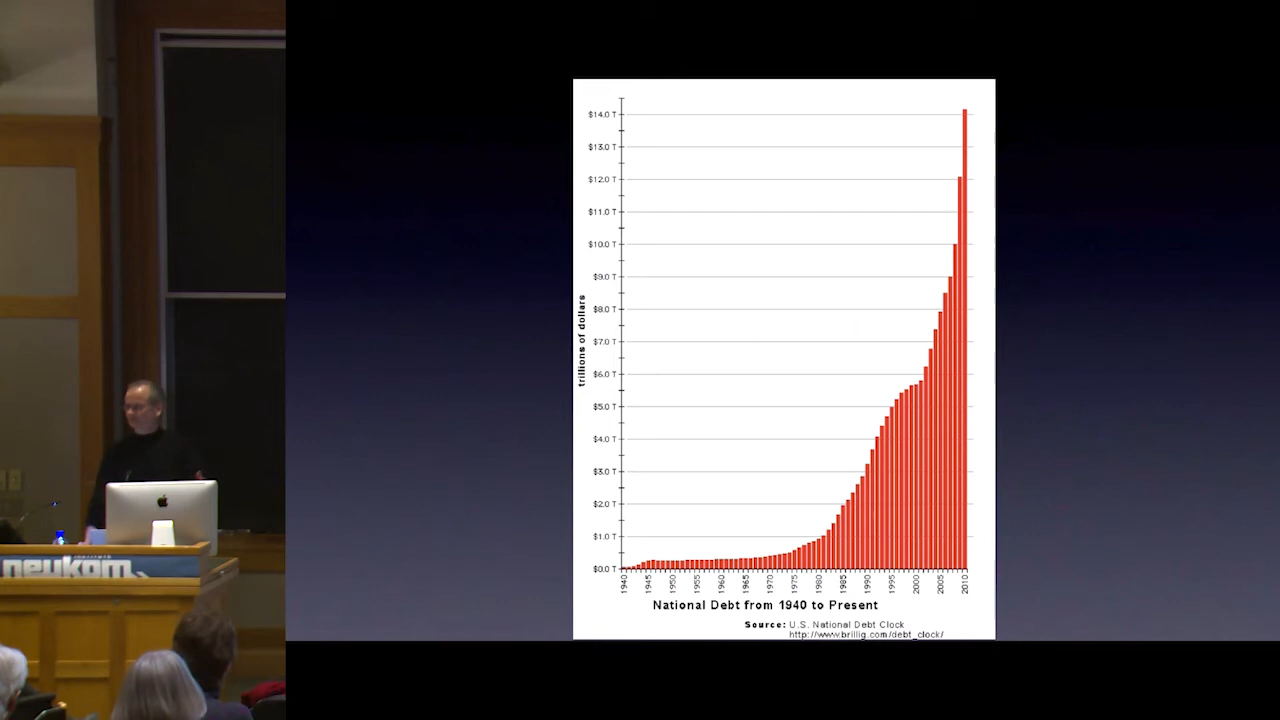 $14.0 T
$13.0 T
$12.0 T
$11.0 T
$10.0 T
$9.0 T
$8.0 T
$7.0 T
$6.0 T
$5.0 T
$4.0 T
$3.0 T
$2.0 T
$1.0 T
$0.0 T
trillions of dollars
1940 1945 1950 1955 1960 1965 1970 1975 1980 1985 1990 1995 2000 2005 2010
National Debt from 1940 to Present
Source: U.S. National Debt Clock
http://www.brillig.com/debt_clock/
neukom